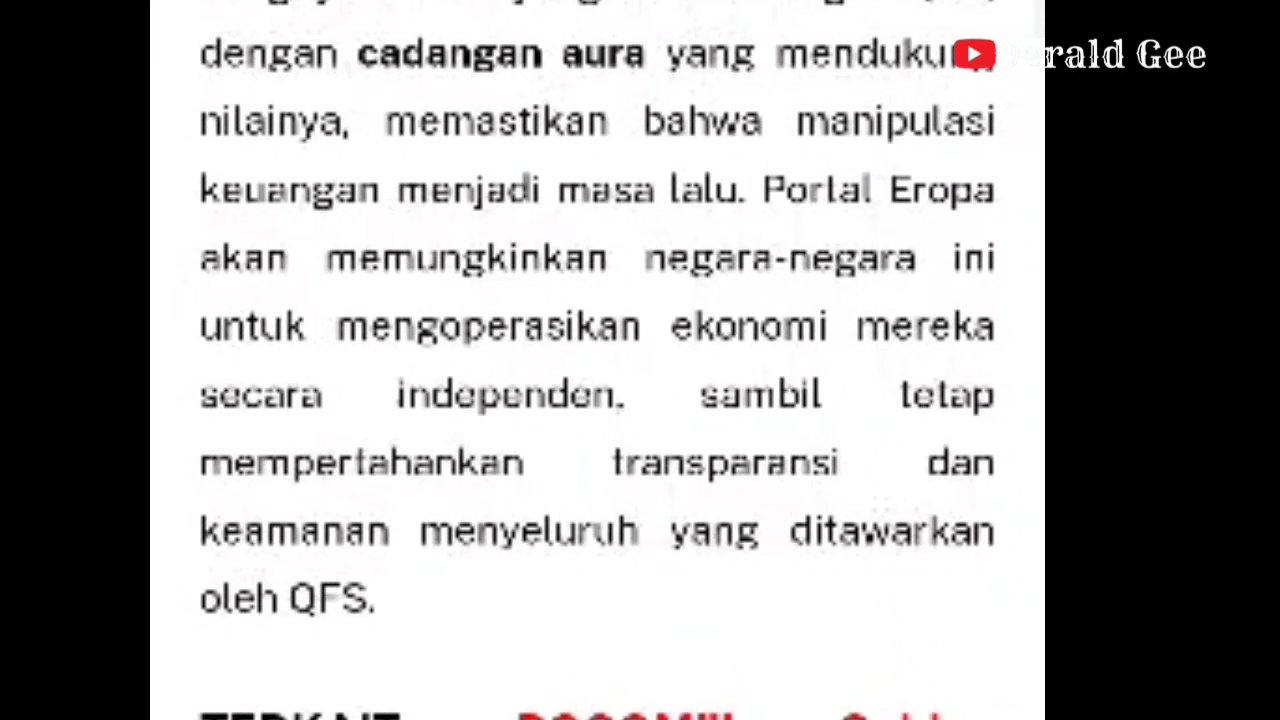 dengan cadangan aura yang mendukung
rald Gee
nilainya, memastikan bahwa manipulasi
keuangan menjadi masa lalu. Portal Eropa
akan memungkinkan negara-negara ini
untuk mengoperasikan ekonomi mereka
secara independen, sambil tetap
mempertahankan transparansi dan
keamanan menyeluruh yang ditawarkan
oleh QFS.